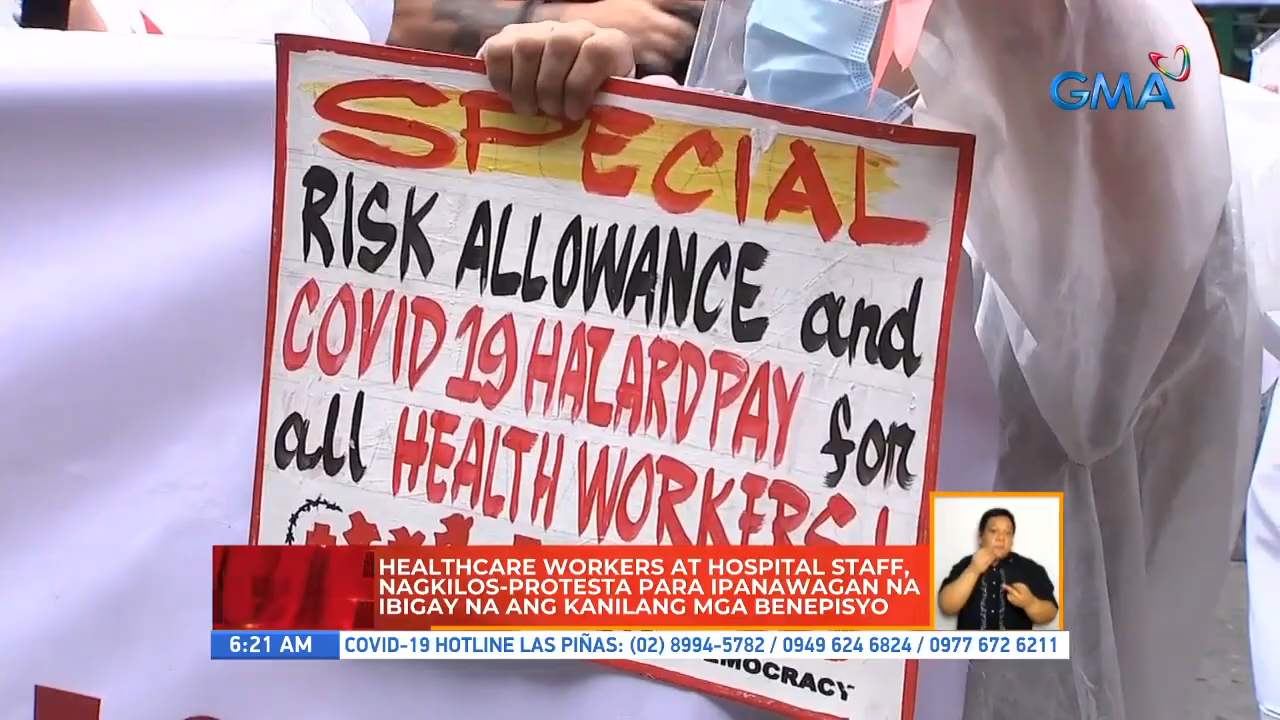 GMA
SPECIAL
RISK ALLOWANCE and
COVID 19 HAZARD PAY for
all HEALTH WORKERS!
HEALTHCARE WORKERS AT HOSPITAL STAFF,
NAGKILOS-PROTESTA PARA IPANAWAGAN NA
IBIGAY NA ANG KANILANG MGA BENEPISYO
6:21 AM COVID-19 HOTLINE LAS PIÑAS: (02) 8994-5782 / 0949 624 6824 / 0977 672 6211